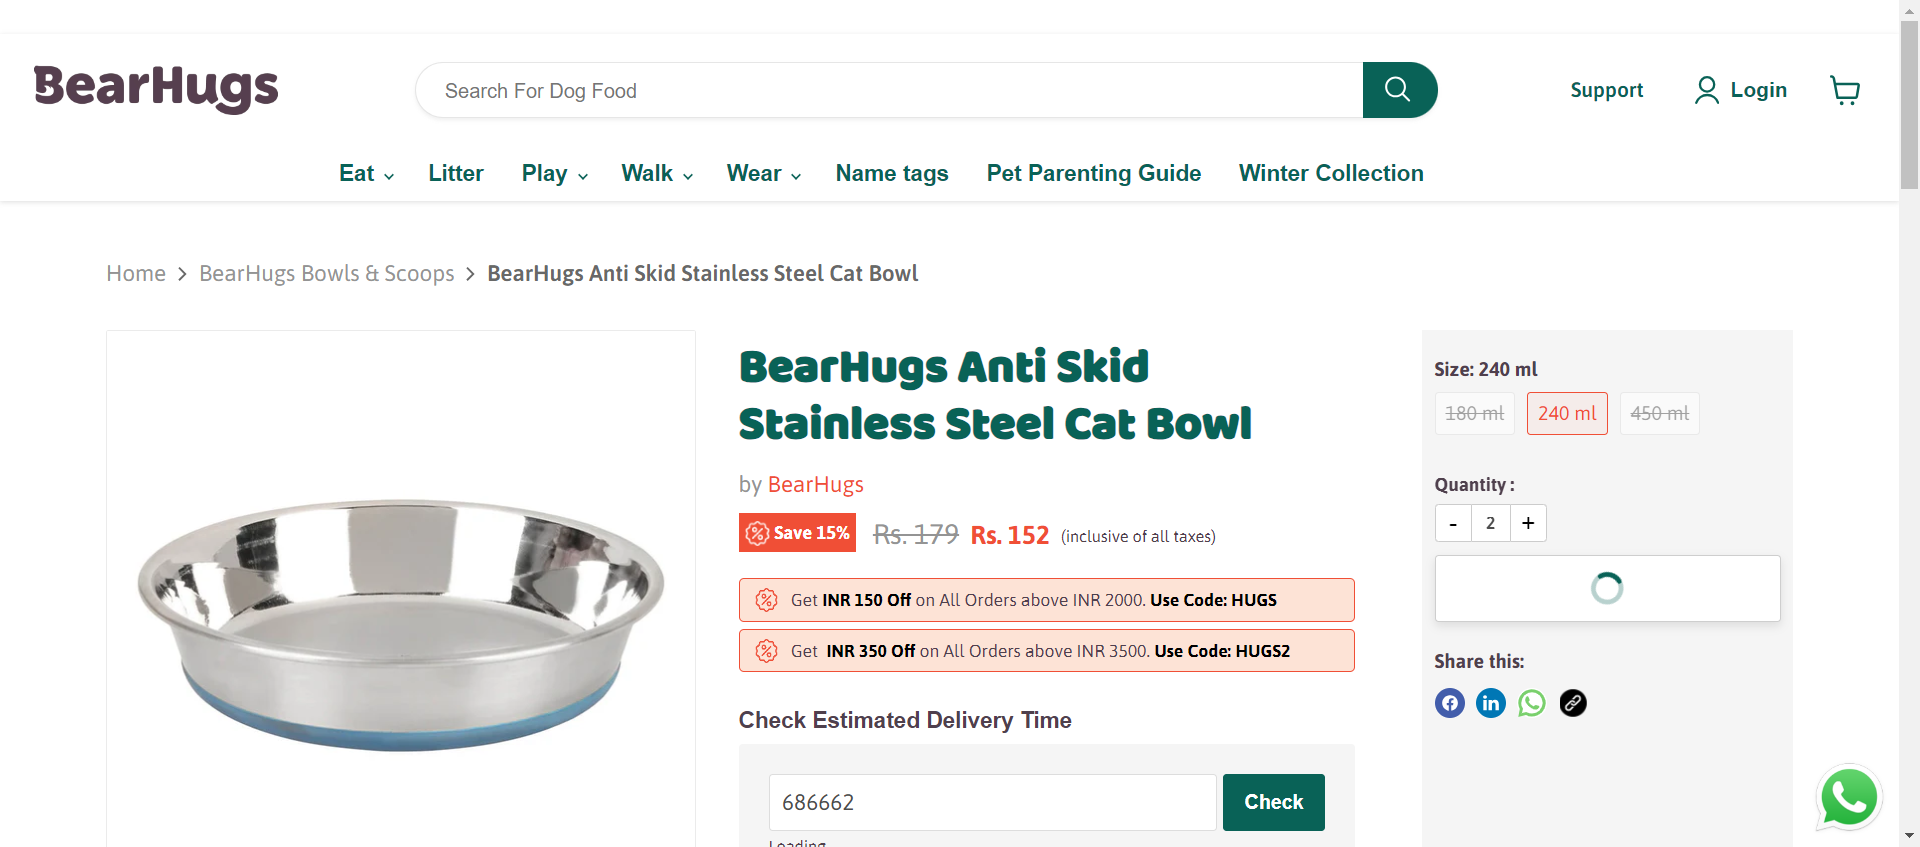 BearHugs
Search For Dog Food
Support
Login
Eat
Litter
Play
Walk
Wear
Name tags
Pet Parenting Guide
Winter Collection
Home > BearHugs Bowls & Scoops > BearHugs Anti Skid Stainless Steel Cat Bowl
BearHugs Anti Skid
Stainless Steel Cat Bowl
by BearHugs
Save 15% Rs. 179 Rs. 152 (inclusive of all taxes)
Get INR 150 Off on All Orders above INR 2000. Use Code: HUGS
Get INR 350 Off on All Orders above INR 3500. Use Code: HUGS2
Check Estimated Delivery Time
686662
Check
Loading
Size: 240 ml
180 ml
240 ml
450 ml
Quantity :
- 2 +
Share this: